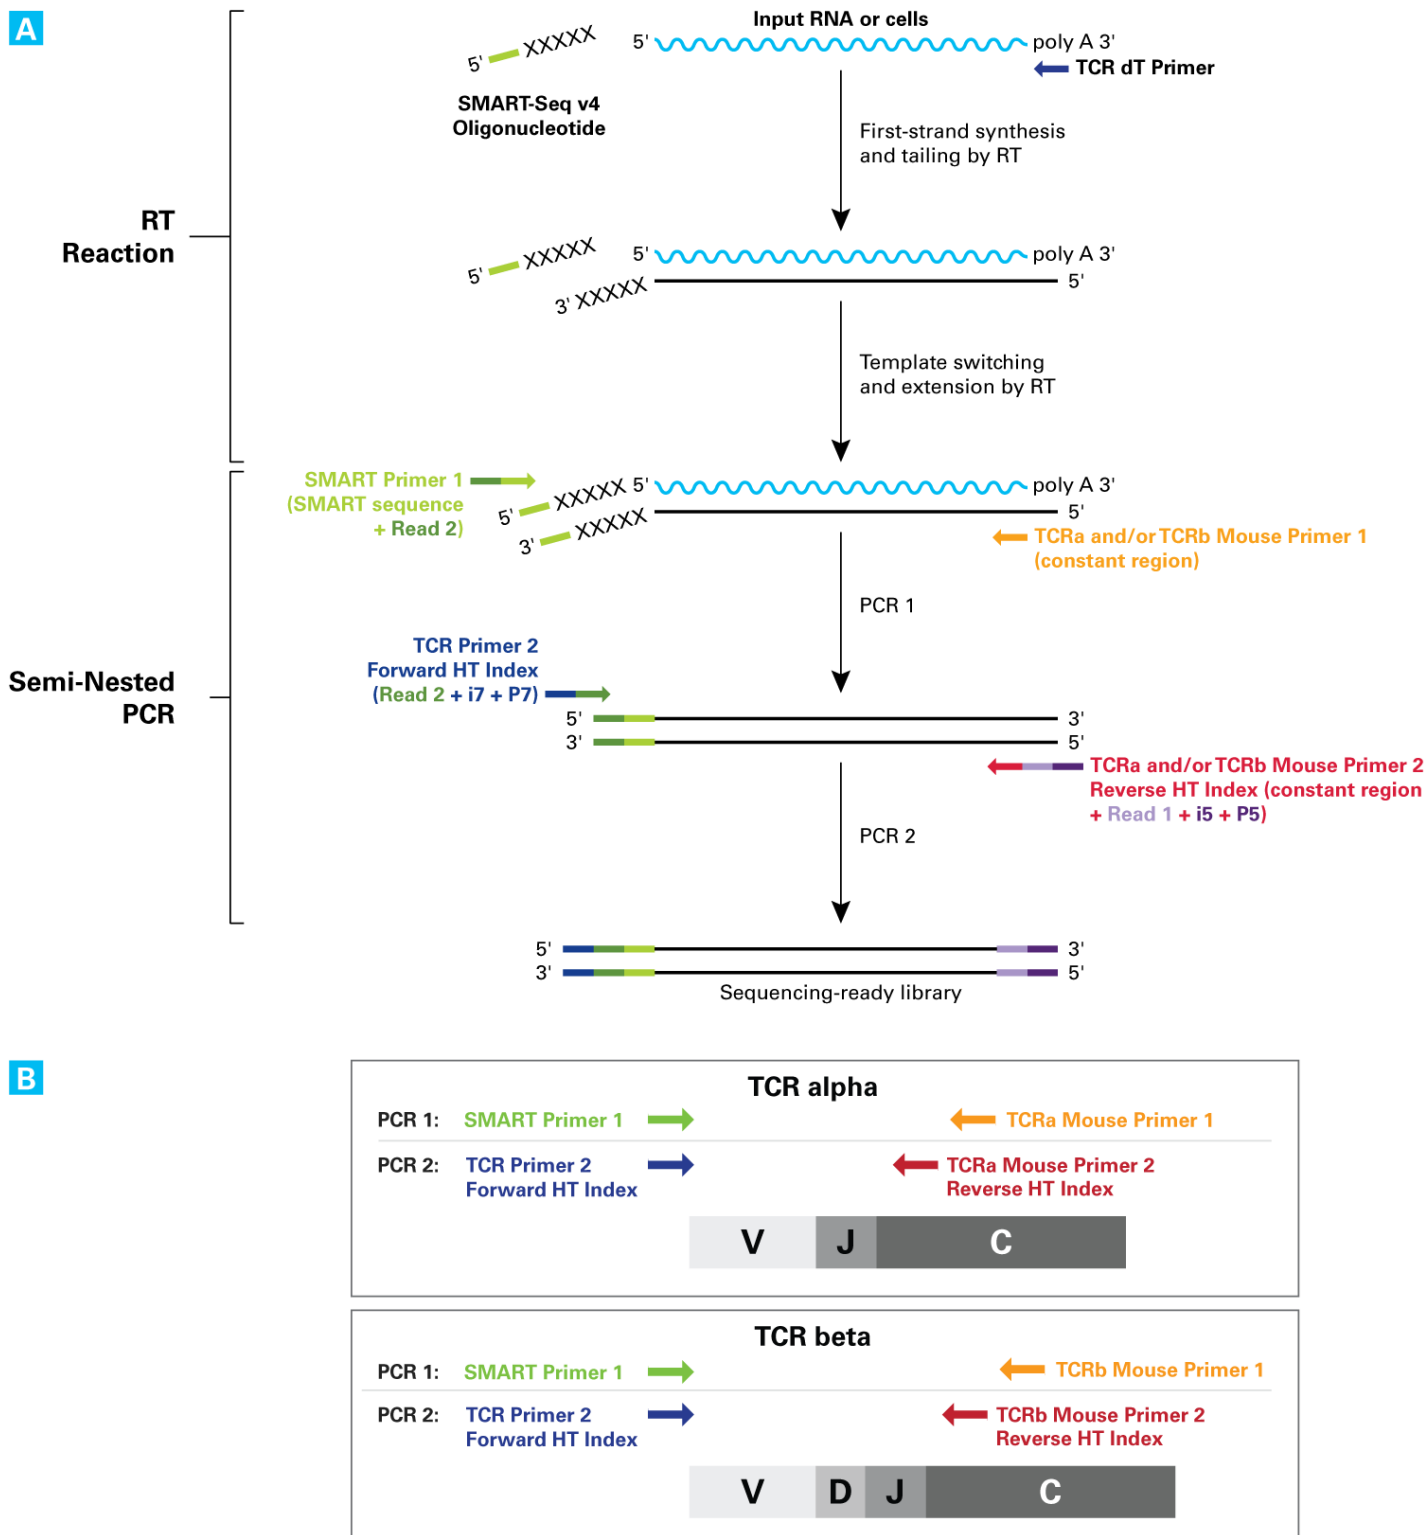 A
Input RNA or cells
5' XXXXX
5'
poly A 3'
TCR dT Primer
SMART-Seq v4
Oligonucleotide
First-strand synthesis
and tailing by RT
RT
Reaction
5' XXXXX
5'
poly A 3'
3' XXXXX
5'
Template switching
and extension by RT
SMART Primer 1
(SMART sequence
+ Read 2)
5' XXXXX 5'
poly A 3'
3' XXXXX
5'
TCRa and/or TCRb Mouse Primer 1
(constant region)
PCR 1
Semi-Nested
PCR
TCR Primer 2
Forward HT Index
(Read 2 + i7 + P7)
5'
3'
3'
5'
TCRa and/or TCRb Mouse Primer 2
Reverse HT Index (constant region
+ Read 1 + i5 + P5)
PCR 2
5'
3'
3'
5'
Sequencing-ready library
B
TCR alpha
PCR 1: SMART Primer 1
TCRa Mouse Primer 1
PCR 2: TCR Primer 2
Forward HT Index
TCRa Mouse Primer 2
Reverse HT Index
V J C
TCR beta
PCR 1: SMART Primer 1
TCRb Mouse Primer 1
PCR 2: TCR Primer 2
Forward HT Index
TCRb Mouse Primer 2
Reverse HT Index
V D J C